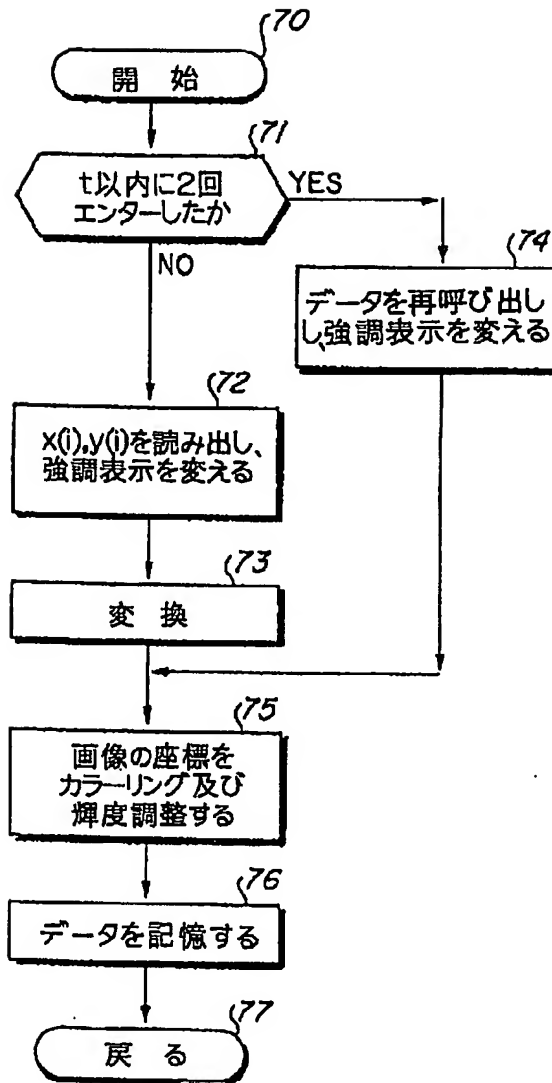 70
開始
71
t以内に2回
エンターしたか
YES
NO
74
データを再呼び出し
し、強調表示を変える
72
x(i),y(i)を読み出し、
強調表示を変える
73
変換
75
画像の座標を
カラーリング及び
輝度調整する
76
データを記憶する
77
戻る